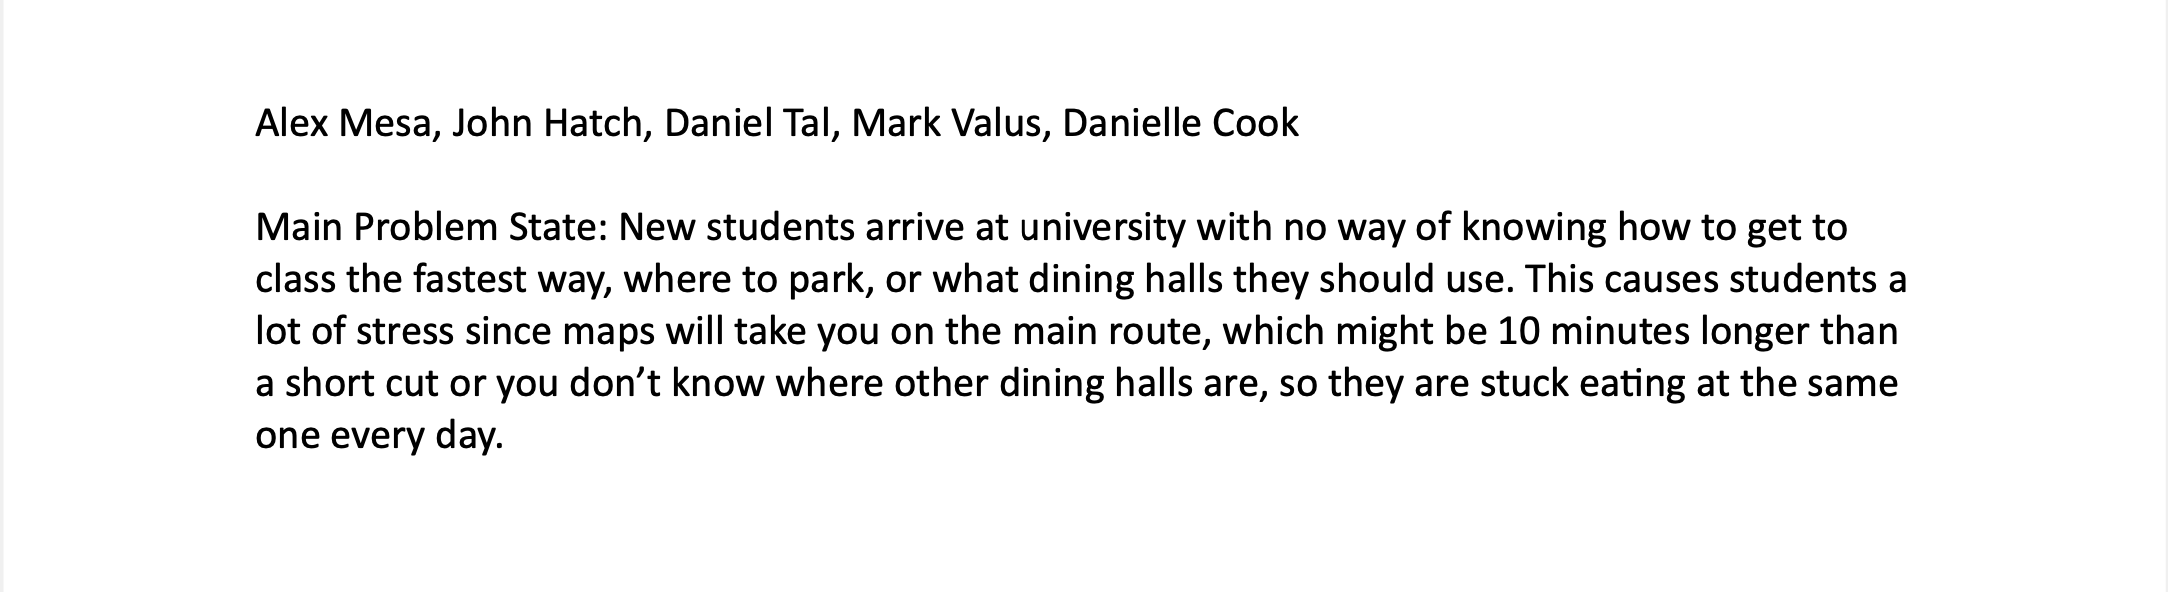 Alex Mesa, John Hatch, Daniel Tal, Mark Valus, Danielle Cook
Main Problem State: New students arrive at university with no way of knowing how to get to
class the fastest way, where to park, or what dining halls they should use. This causes students a
lot of stress since maps will take you on the main route, which might be 10 minutes longer than
a short cut or you don’t know where other dining halls are, so they are stuck eating at the same
one every day.